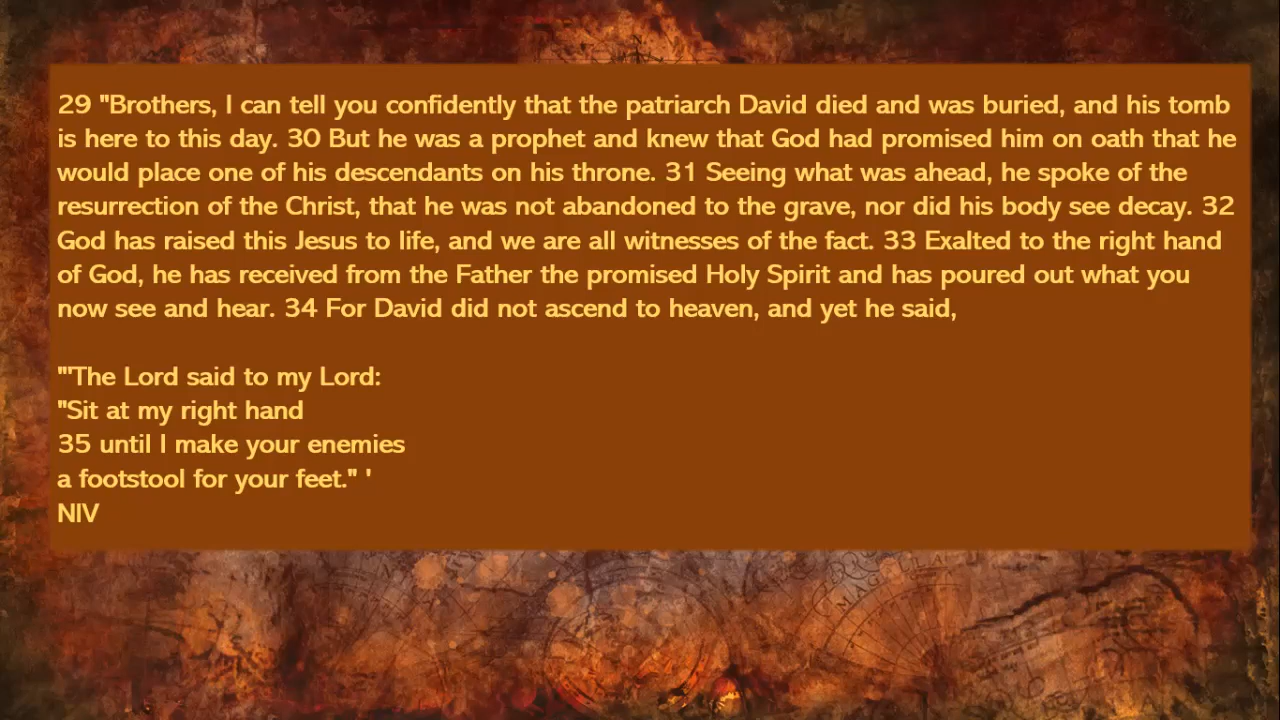 29 "Brothers, I can tell you confidently that the patriarch David died and was buried, and his tomb
is here to this day. 30 But he was a prophet and knew that God had promised him on oath that he
would place one of his descendants on his throne. 31 Seeing what was ahead, he spoke of the
resurrection of the Christ, that he was not abandoned to the grave, nor did his body see decay. 32
God has raised this Jesus to life, and we are all witnesses of the fact. 33 Exalted to the right hand
of God, he has received from the Father the promised Holy Spirit and has poured out what you
now see and hear. 34 For David did not ascend to heaven, and yet he said,
"'The Lord said to my Lord:
"Sit at my right hand
35 until I make your enemies
a footstool for your feet." '
NIV